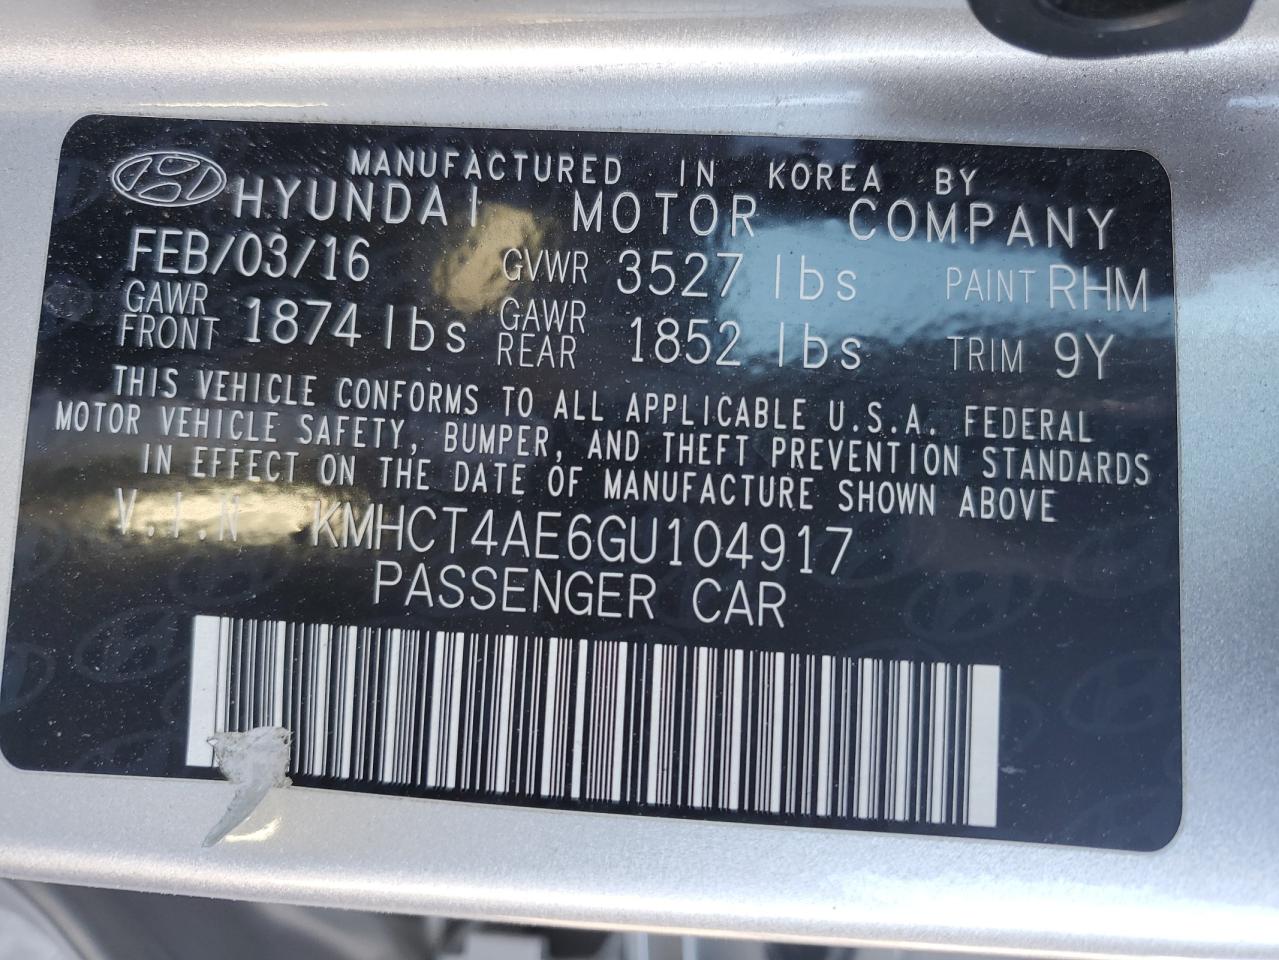 MANUFACTURED IN KOREA BY
HYUNDAI MOTOR COMPANY
FEB/03/16 GVWR 3527 lbs PAINT RHM
GAWR FRONT 1874 lbs GAWR REAR 1852 lbs TRIM 9Y
THIS VEHICLE CONFORMS TO ALL APPLICABLE U.S.A. FEDERAL
MOTOR VEHICLE SAFETY, BUMPER, AND THEFT PREVENTION STANDARDS
IN EFFECT ON THE DATE OF MANUFACTURE SHOWN ABOVE
V.I.N KMHCT4AE6GU104917
PASSENGER CAR